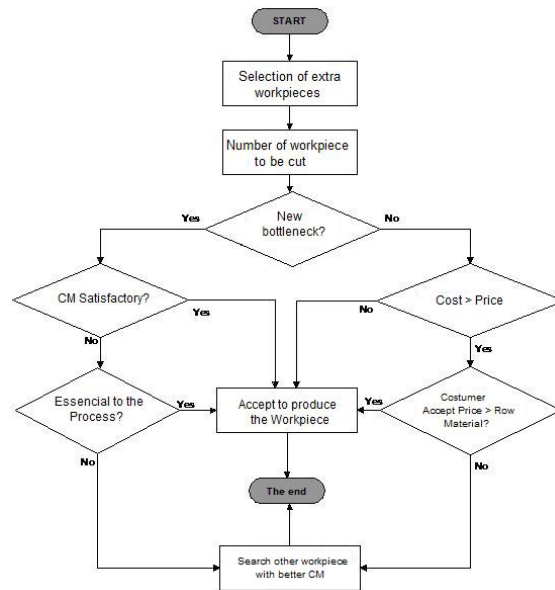 START
Selection of extra
workpieces
Number of workpiece
to be cut
Yes
New
bottleneck?
No
CM Satisfactory?
Yes
No
Cost > Price
No
Yes
Essencial to the
Process?
Yes
No
Accept to produce
the Workpiece
Yes
Costumer
Accept Price > Row
Material?
No
The end
Search other workpiece
with better CM